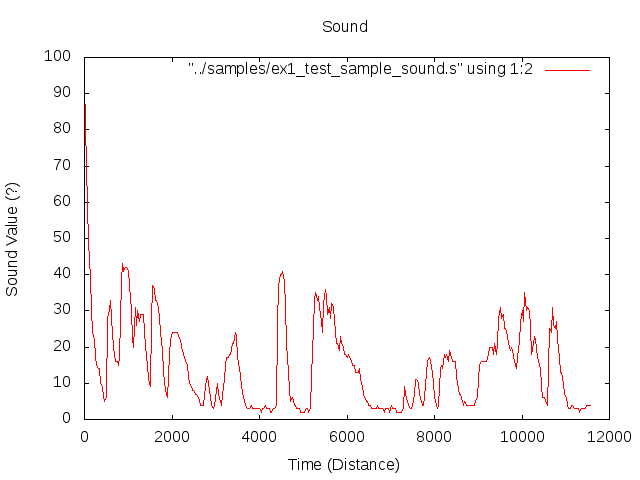 Sound
100
"../samples/ex1_test_sample_sound.s" using 1:2
90
80
70
60
50
40
30
20
10
0
Sound Value (?)
0 2000 4000 6000 8000 10000 12000
Time (Distance)